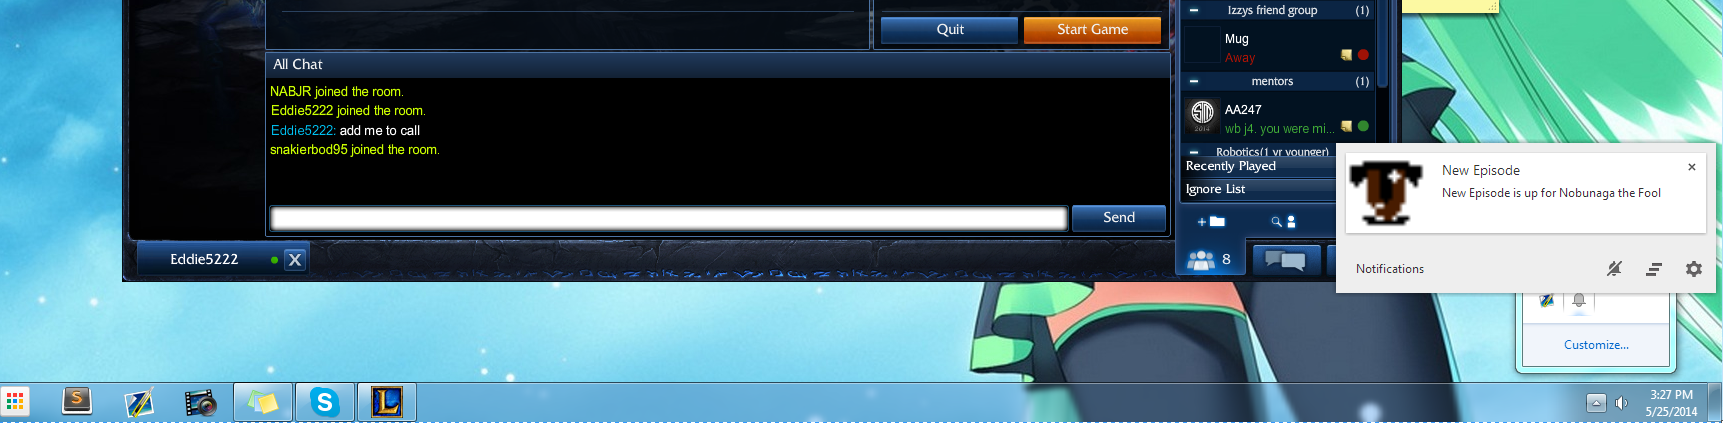 Quit
Start Game
All Chat
NABJR joined the room.
Eddie5222 joined the room.
Eddie5222: add me to call
snakierbod95 joined the room.
Send
Eddie5222
X
Izzys friend group (1)
Mug
Away
mentors (1)
AA247
wb j4. you were mi...
Robotics(1 yr younger)
Recently Played
Ignore List
8
New Episode
New Episode is up for Nobunaga the Fool
Notifications
Customize...
3:27 PM
5/25/2014